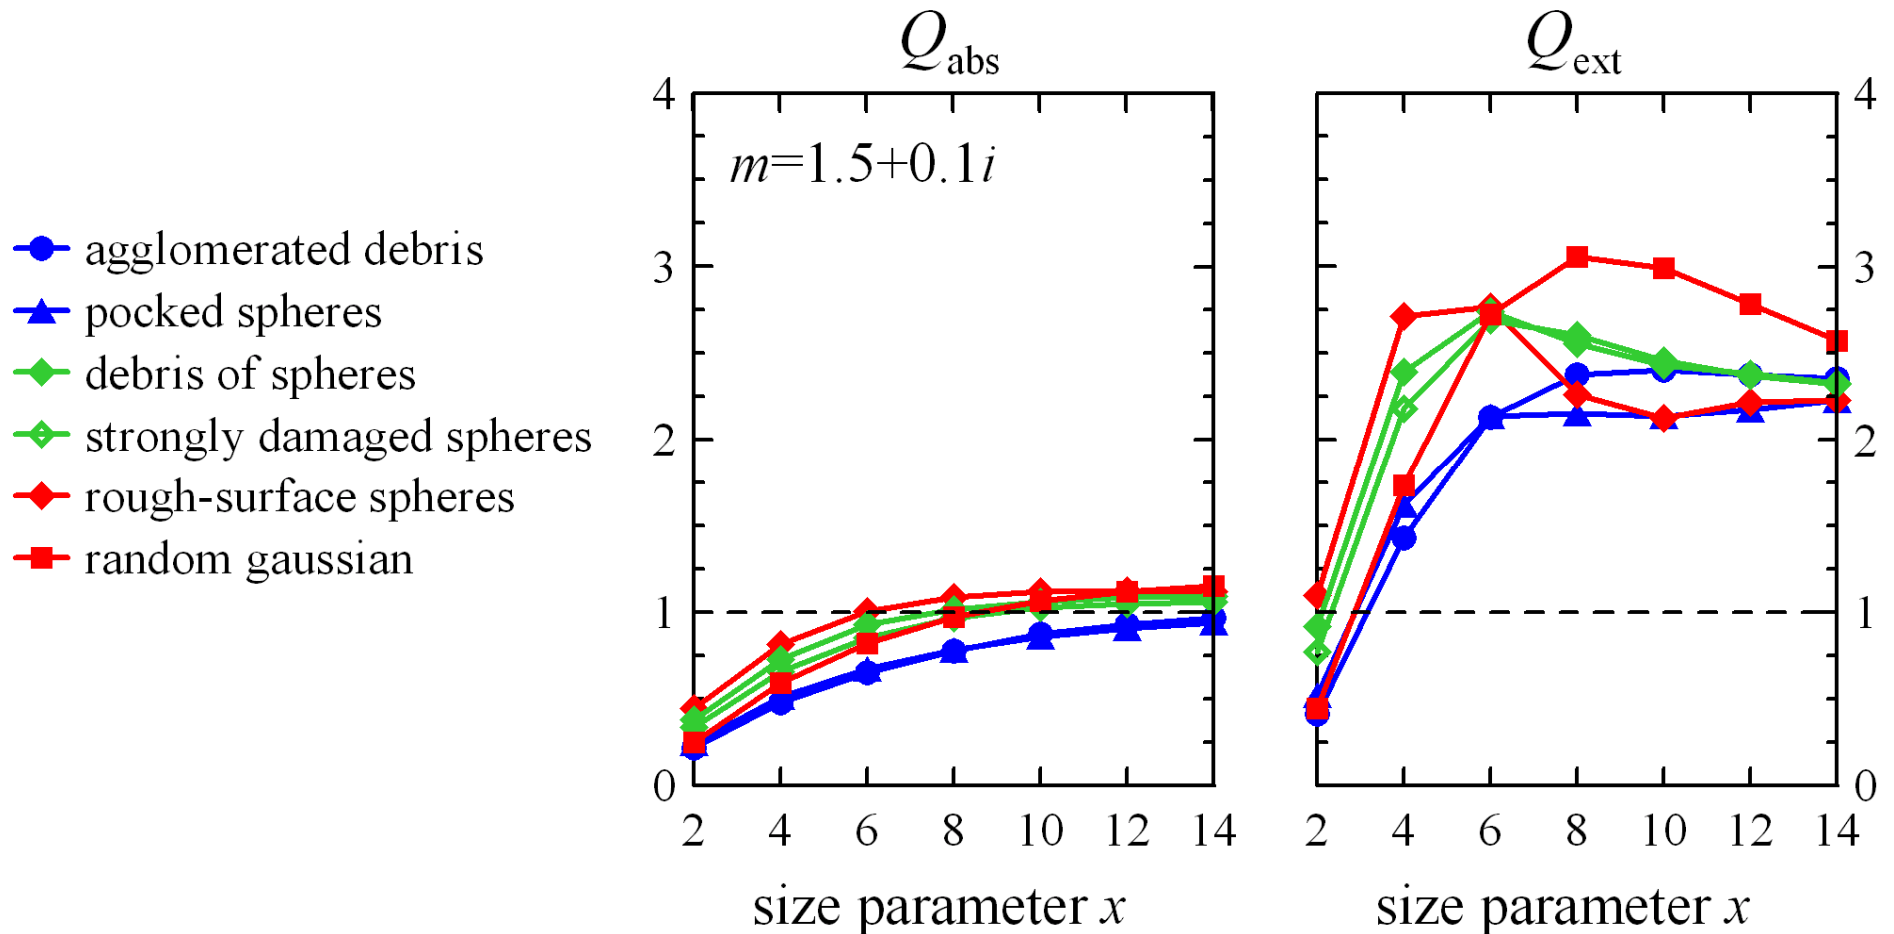 Qabs
Qext
4
3
2
1
0
m=1.5+0.1i
4
3
2
1
0
agglomerated debris
pocked spheres
debris of spheres
strongly damaged spheres
rough-surface spheres
random gaussian
2 4 6 8 10 12 14
2 4 6 8 10 12 14
size parameter x
size parameter x